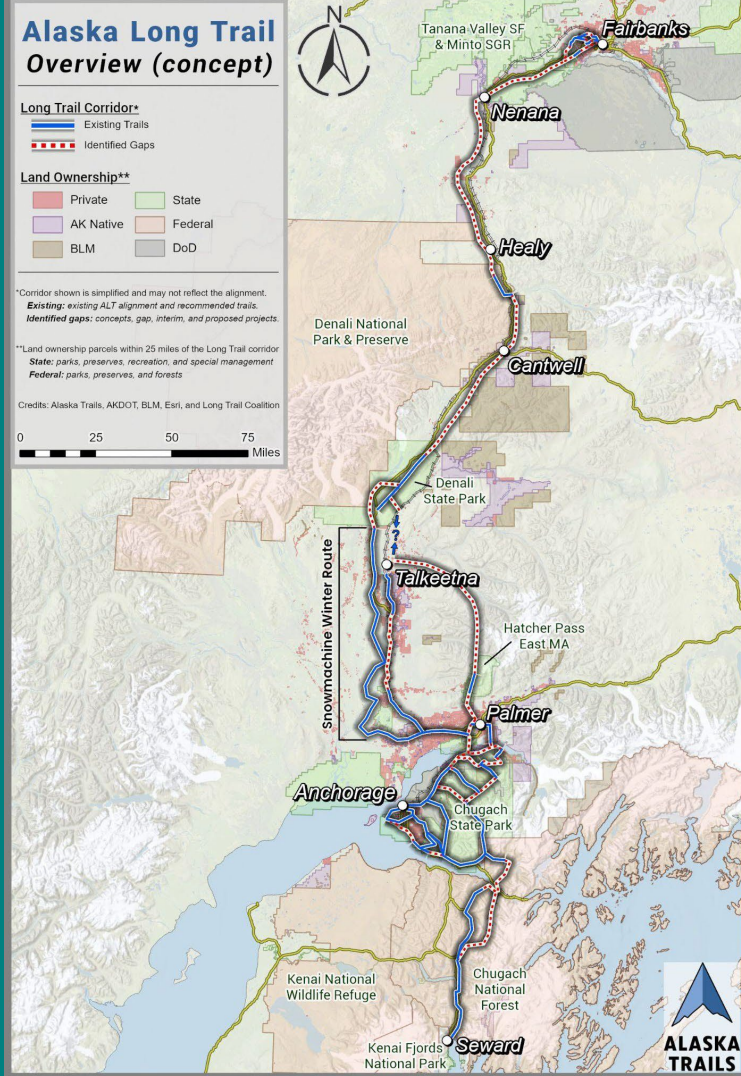 Alaska Long Trail
Overview (concept)
Long Trail Corridor*
Existing Trails
Identified Gaps
Land Ownership**
Private
State
AK Native
Federal
BLM
DoD
*Corridor shown is simplified and may not reflect the alignment.
Existing: existing ALT alignment and recommended trails.
Identified gaps: concepts, gap, interim, and proposed projects.
**Land ownership parcels within 25 miles of the Long Trail corridor
State: parks, preserves, recreation, and special management
Federal: parks, preserves, and forests
Credits: Alaska Trails, AKDOT, BLM, Esri, and Long Trail Coalition
0 25 50 75
Miles
N
Tanana Valley SF
& Minto SGR
Fairbanks
Nenana
Healy
Denali National
Park & Preserve
Cantwell
Denali
State Park
?
Talkeetna
Snowmachine Winter Route
Hatcher Pass
East MA
Palmer
Anchorage
Chugach
State Park
Kenai National
Wildlife Refuge
Chugach
National
Forest
Kenai Fjords
National Park
Seward
ALASKA
TRAILS